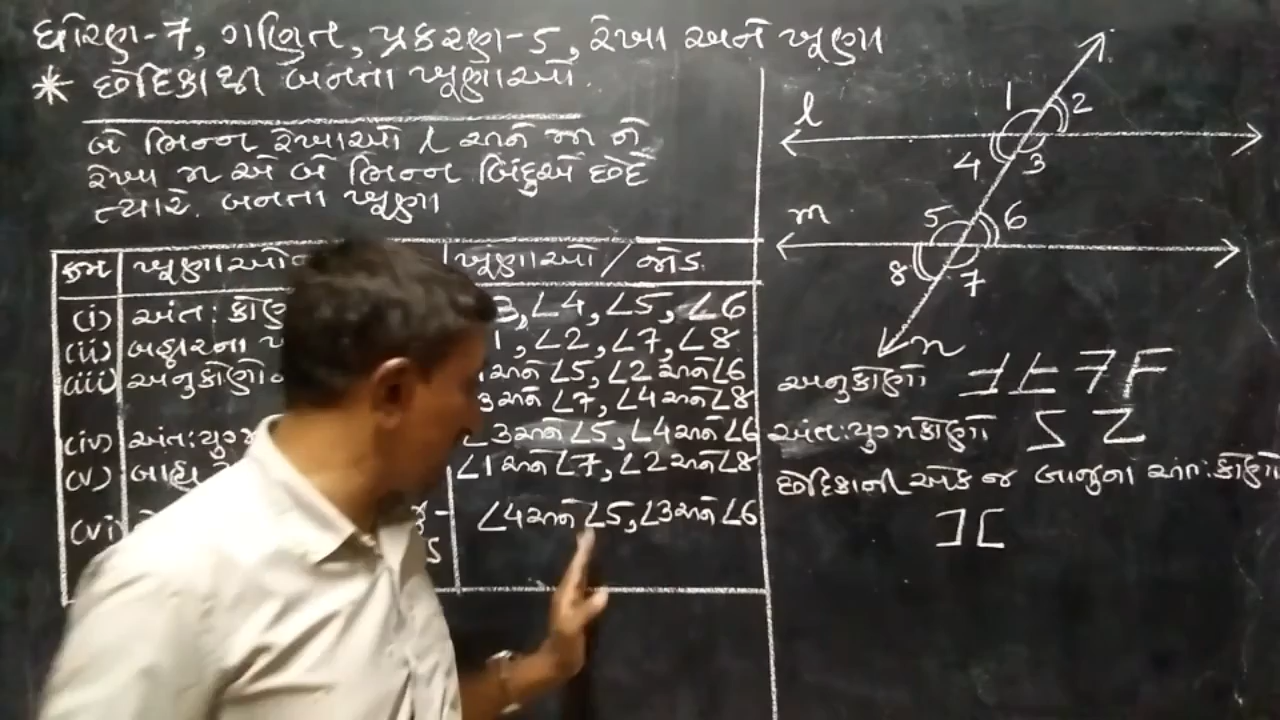 ધોરણ-7, ગણિત, પ્રકરણ-5, રેખા અને ખૂણા
* છેદિકાથી બનતા ખૂણાઓ.
બે ભિન્ન રેખાઓ l અને m ને
રેખા n એ બે ભિન્ન બિંદુએ છેદે
ત્યારે બનતા ખૂણા
ક્રમ ખૂણાઓ ખૂણાઓ / જોડ
(i) અંત: 3, ∠4, ∠5, ∠6
(ii) બહારના 1, ∠2, ∠7, ∠8
(iii) અનુકોણો અને ∠5, ∠2 અને ∠6
3 અને ∠7, ∠4 અને ∠8
(iv) અંત:યુગ્મ ∠3 અને ∠5, ∠4 અને ∠6
(v) બાહ્ય ∠1 અને ∠7, ∠2 અને ∠8
(vi) ∠4 અને ∠5, ∠3 અને ∠6
l
1 2
4 3
m
5 6
8 7
n
અનુકોણો 7 F
અંત:યુગ્મકોણો S Z
છેદિકાની એક જ બાજુના અંત:કોણો